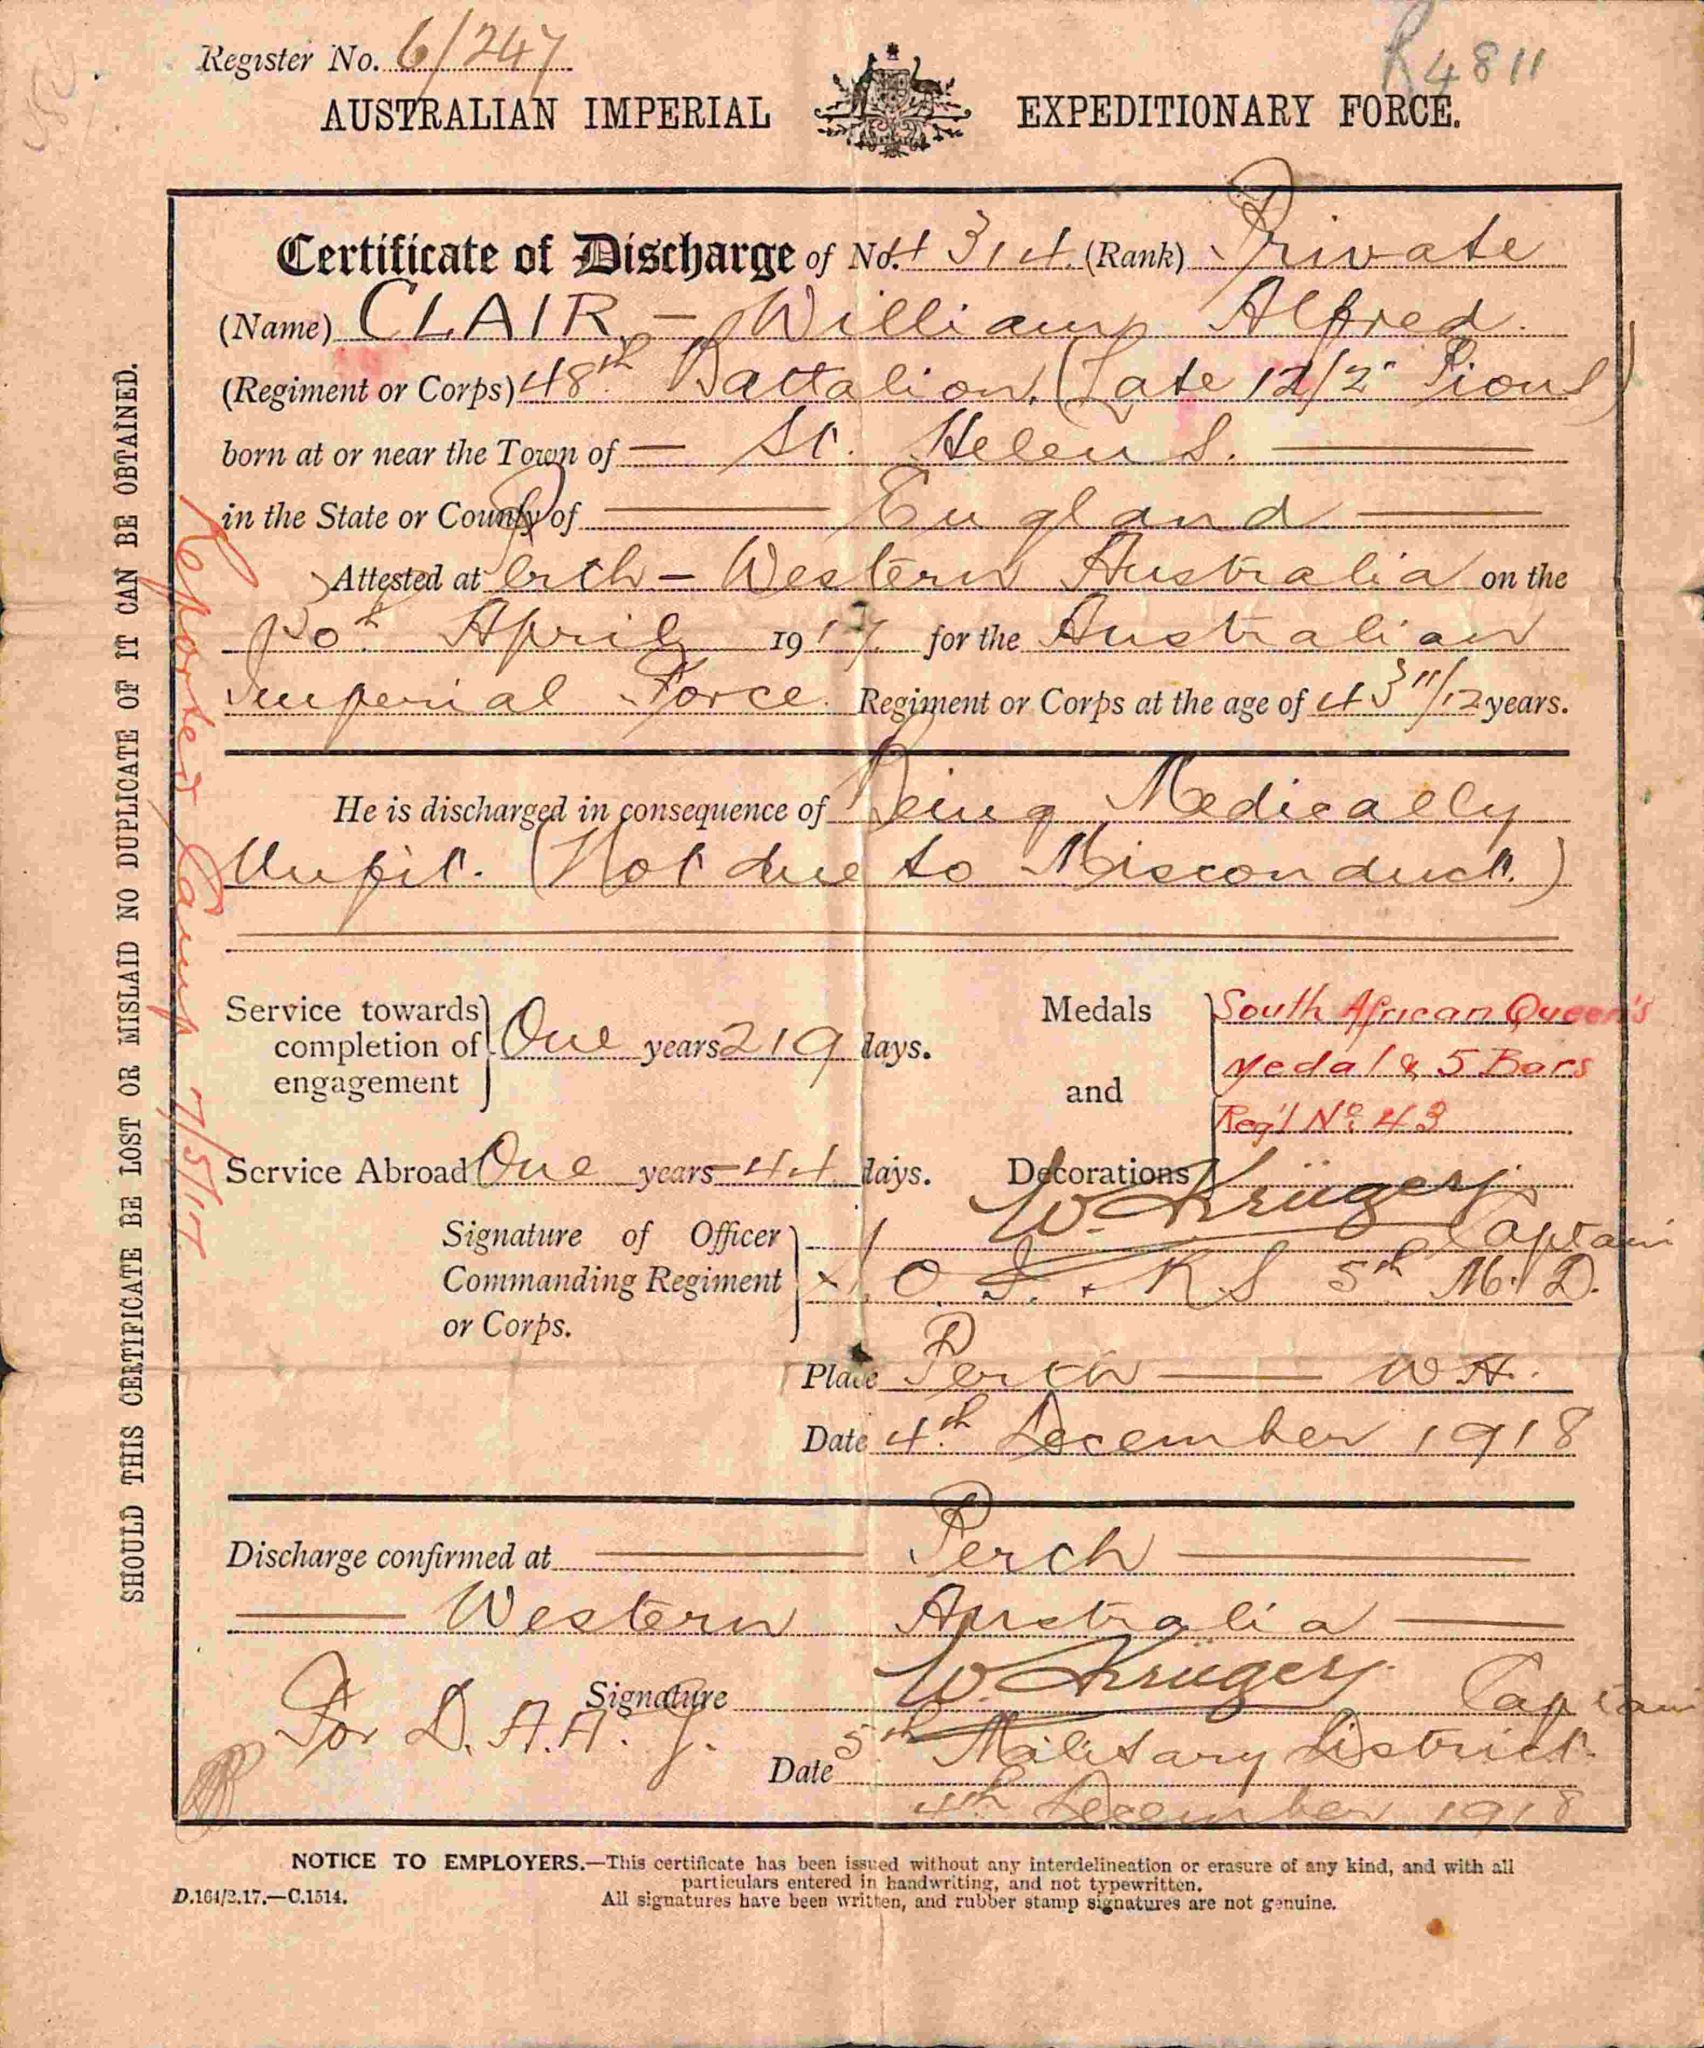 Register No. 6/247
R4811
AUSTRALIAN IMPERIAL EXPEDITIONARY FORCE.
Certificate of Discharge of No. 4314 (Rank) Private
(Name) CLAIR – William Alfred
(Regiment or Corps) 48th Battalion. (Late 12/2
born at or near the Town of — St. Helens. —
in the State or County of — England —
Attested at Perth – Western Australia on the
30th April 1917 for the Australian
Imperial Force Regiment or Corps at the age of 43 11/12 years.
He is discharged in consequence of Being Medically
Unfit. (Not due to Misconduct.)
Service towards completion of engagement } One years 219 days.
Service Abroad One years 44 days.
Medals and Decorations } South African Queen's
Medal & 5 Bars
Reg'l No. 43
Signature of Officer Commanding Regiment or Corps. } W. Krüger Captain
5th M. D.
Place Perth — W A.
Date 4th December 1918
Discharge confirmed at — Perth —
— Western Australia —
Signature W. Krüger Captain
For D. A. A. G.
5th Military District.
Date 4th December 1918
NOTICE TO EMPLOYERS.—This certificate has been issued without any interdelineation or erasure of any kind, and with all
particulars entered in handwriting, and not typewritten.
D.164/2.17.—C.1514.
All signatures have been written, and rubber stamp signatures are not genuine.
SHOULD THIS CERTIFICATE BE LOST OR MISLAID NO DUPLICATE OF IT CAN BE OBTAINED.
Reported Camp 7/5/17